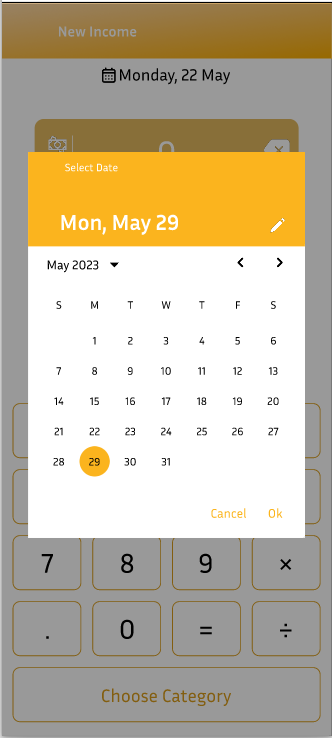 New Income
Monday, 22 May
0
Select Date
Mon, May 29
May 2023
S M T W T F S
1 2 3 4 5 6
7 8 9 10 11 12 13
14 15 16 17 18 19 20
21 22 23 24 25 26 27
28 29 30 31
Cancel Ok
7 8 9 ×
. 0 = ÷
Choose Category